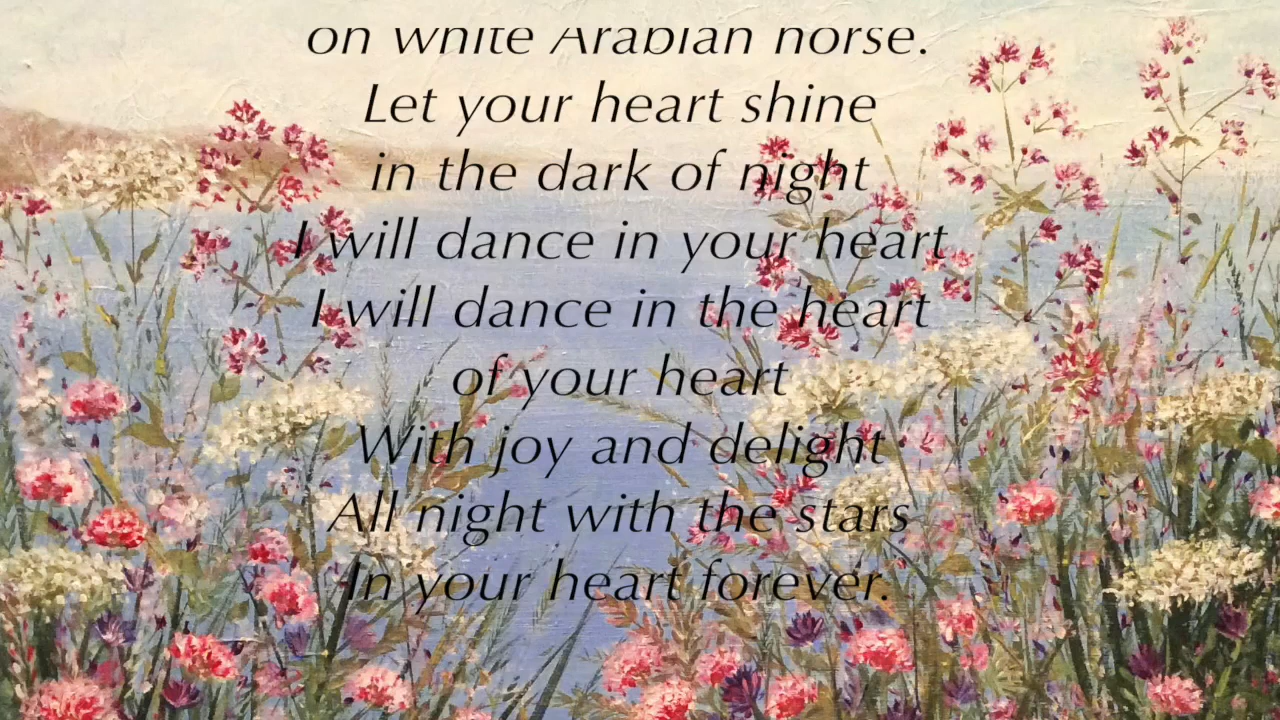 on white Arabian horse.
Let your heart shine
in the dark of night
I will dance in your heart
I will dance in the heart
of your heart
With joy and delight
All night with the stars
In your heart forever.